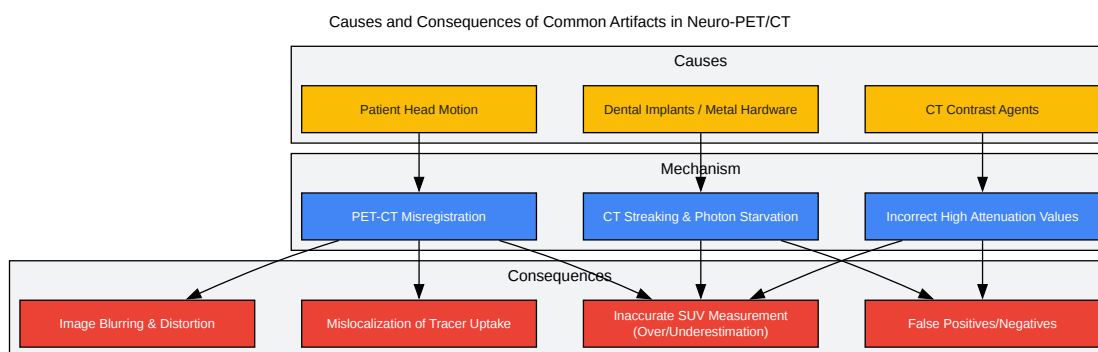 Causes and Consequences of Common Artifacts in Neuro-PET/CT
Causes
Patient Head Motion
Dental Implants / Metal Hardware
CT Contrast Agents
Mechanism
PET-CT Misregistration
CT Streaking & Photon Starvation
Incorrect High Attenuation Values
Consequences
Image Blurring & Distortion
Mislocalization of Tracer Uptake
Inaccurate SUV Measurement
(Over/Underestimation)
False Positives/Negatives